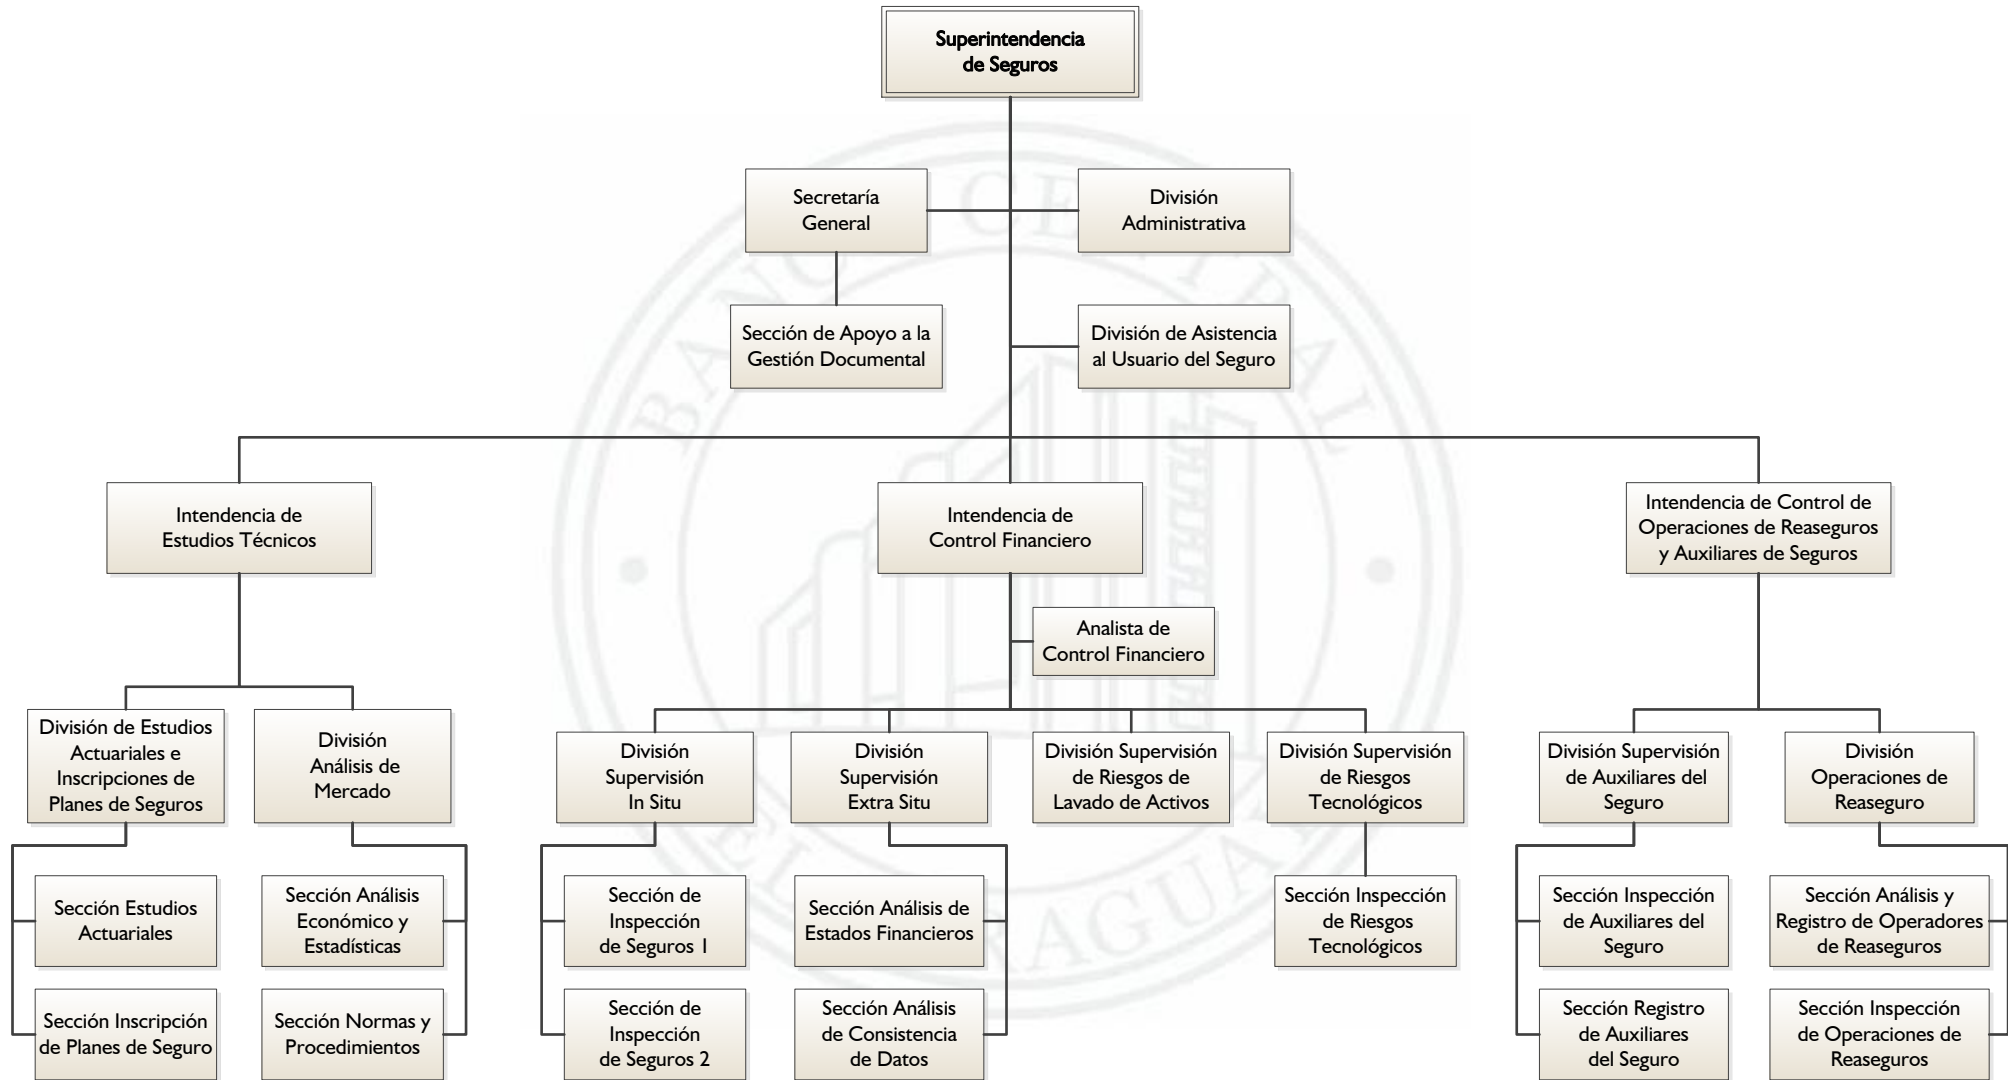 Superintendencia
de Seguros
Secretaría
General
División
Administrativa
Sección de Apoyo a la
Gestión Documental
División de Asistencia
al Usuario del Seguro
Intendencia de
Estudios Técnicos
Intendencia de
Control Financiero
Intendencia de Control de
Operaciones de Reaseguros
y Auxiliares de Seguros
Analista de
Control Financiero
División de Estudios
Actuariales e
Inscripciones de
Planes de Seguros
División
Análisis de
Mercado
División
Supervisión
In Situ
División
Supervisión
Extra Situ
División Supervisión
de Riesgos de
Lavado de Activos
División Supervisión
de Riesgos
Tecnológicos
División Supervisión
de Auxiliares del
Seguro
División
Operaciones de
Reaseguro
Sección Estudios
Actuariales
Sección Análisis
Económico y
Estadísticas
Sección de
Inspección
de Seguros 1
Sección Análisis de
Estados Financieros
Sección Inspección
de Riesgos
Tecnológicos
Sección Inspección
de Auxiliares del
Seguro
Sección Análisis y
Registro de Operadores
de Reaseguros
Sección Inscripción
de Planes de Seguro
Sección Normas y
Procedimientos
Sección de
Inspección
de Seguros 2
Sección Análisis
de Consistencia
de Datos
Sección Registro
de Auxiliares
del Seguro
Sección Inspección
de Operaciones de
Reaseguros